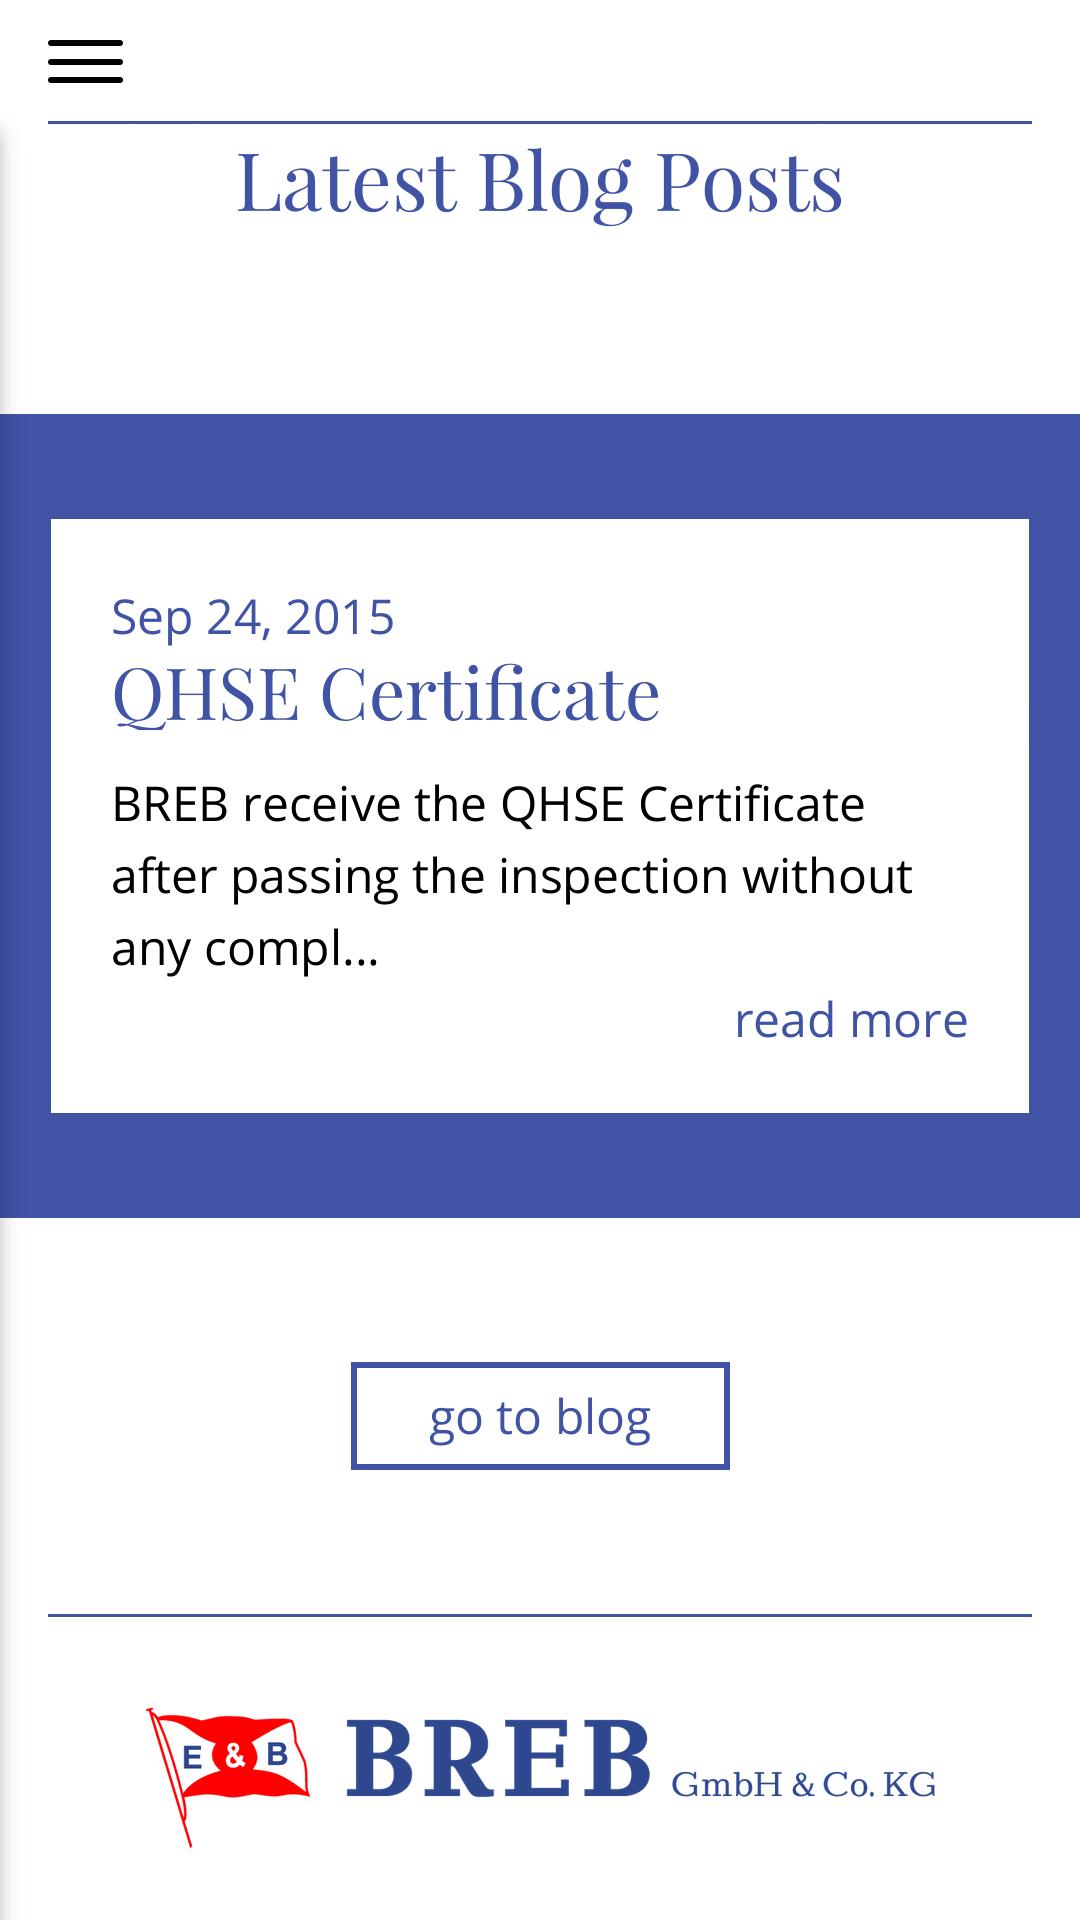 Latest Blog Posts
Sep 24, 2015
QHSE Certificate
BREB receive the QHSE Certificate
after passing the inspection without
any compl...
read more
go to blog
E & B BREB GmbH & Co. KG